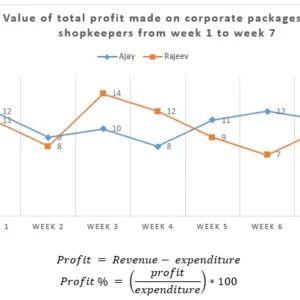 Value of total profit made on corporate packages
shopkeepers from week 1 to week 7
Ajay Rajeev
14
12 12 12
11 11
10
9 9
8 8
7
1 WEEK 2 WEEK 3 WEEK 4 WEEK 5 WEEK 6
Profit = Revenue − expenditure
Profit % = (profit / expenditure) * 100